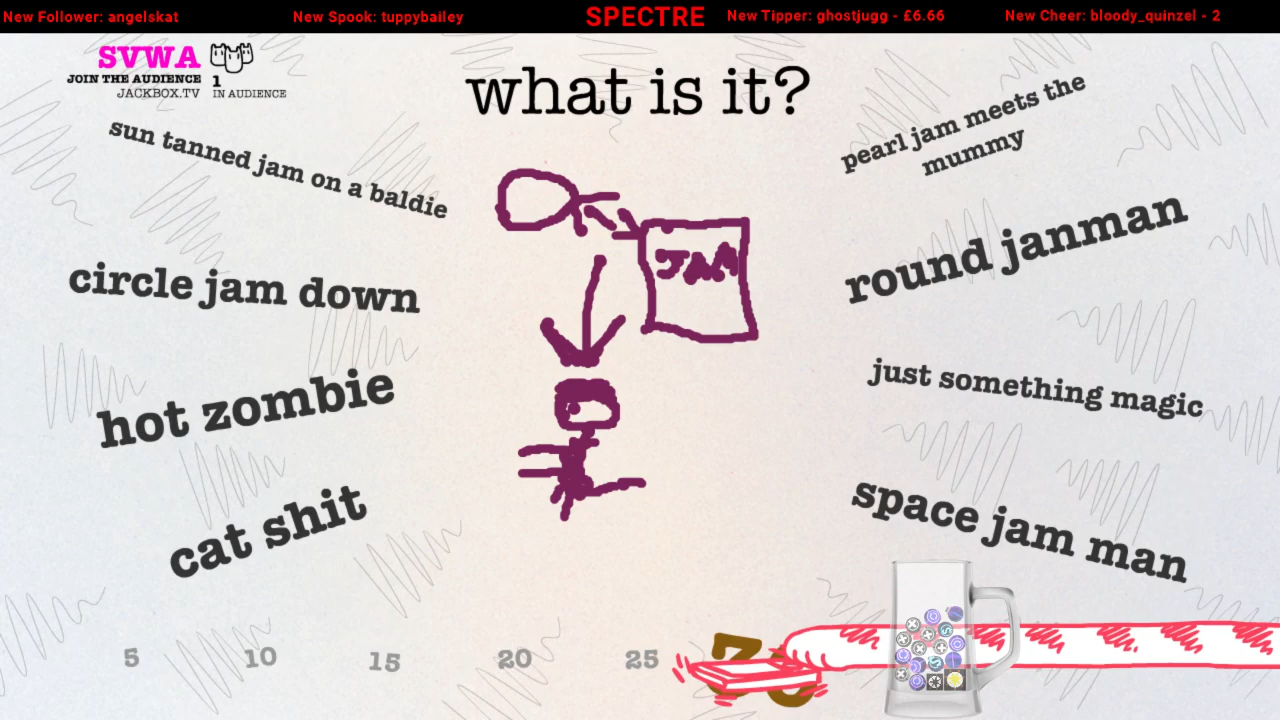 New Follower: angelskat
New Spook: tuppybailey
SPECTRE
New Tipper: ghostjugg - £6.66
New Cheer: bloody_quinzel - 2
SVWA
JOIN THE AUDIENCE
JACKBOX.TV
1
IN AUDIENCE
what is it?
sun tanned jam on a baldie
circle jam down
hot zombie
cat shit
pearl jam meets the
mummy
round janman
just something magic
space jam man
JAM
5
10
15
20
25
30